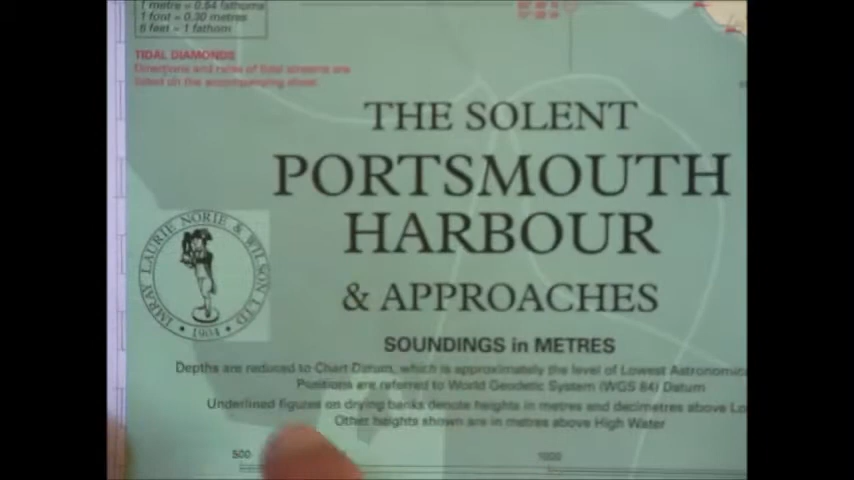 1 metre = 0.54 fathoms
1 foot = 0.30 metres
6 feet = 1 fathom
TIDAL DIAMONDS
Directions and rates of tidal streams are
listed on the accompanying sheet
THE SOLENT
PORTSMOUTH
HARBOUR
& APPROACHES
IMRAY LAURIE NORIE & WILSON LTD
• 1904 •
SOUNDINGS in METRES
Depths are reduced to Chart Datum, which is approximately the level of Lowest Astronomica
Positions are referred to World Geodetic System (WGS 84) Datum
Underlined figures on drying banks denote heights in metres and decimetres above Lo
Other heights shown are in metres above High Water
500 1000